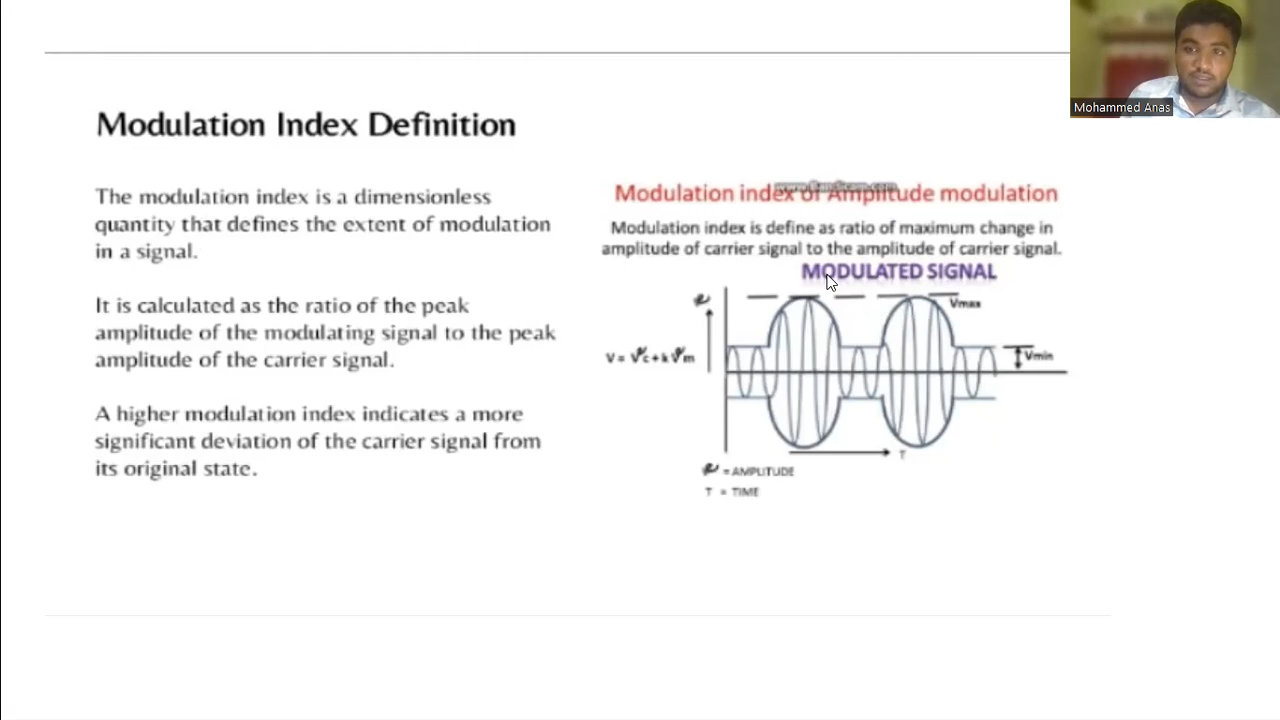 Mohammed Anas
Modulation Index Definition
The modulation index is a dimensionless
quantity that defines the extent of modulation
in a signal.
It is calculated as the ratio of the peak
amplitude of the modulating signal to the peak
amplitude of the carrier signal.
A higher modulation index indicates a more
significant deviation of the carrier signal from
its original state.
Modulation index of Amplitude modulation
Modulation index is define as ratio of maximum change in
amplitude of carrier signal to the amplitude of carrier signal.
MODULATED SIGNAL
Vmax
Vmin
T
= AMPLITUDE
T = TIME